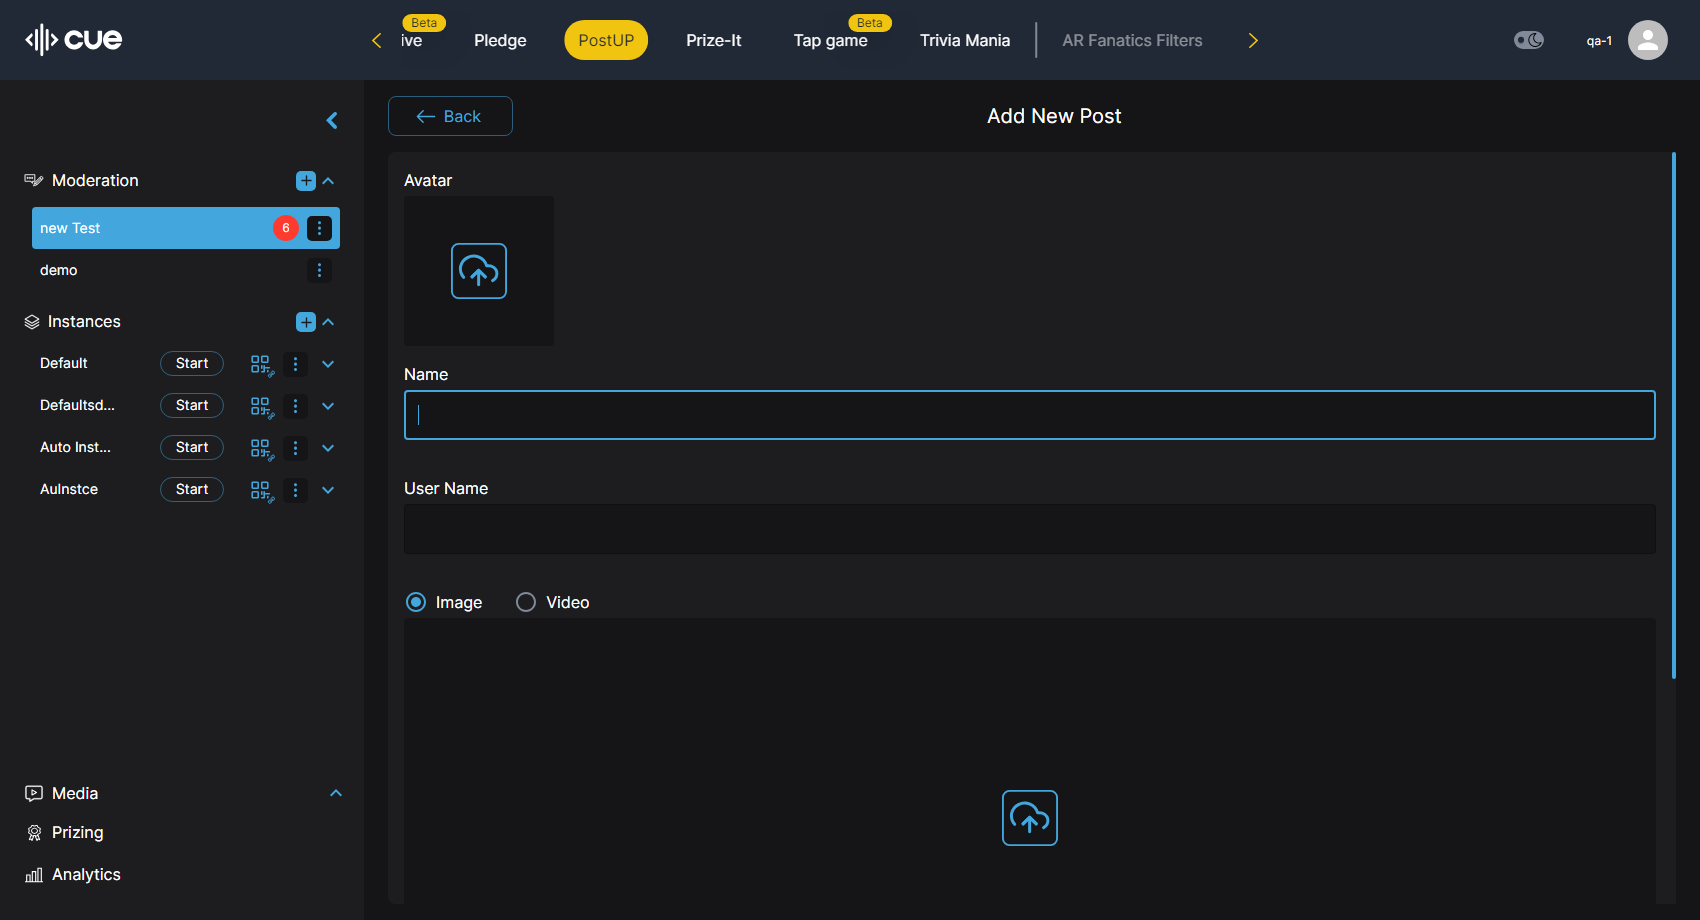 cue
Beta
ive
Pledge
PostUP
Prize-It
Beta
Tap game
Trivia Mania
AR Fanatics Filters
qa-1
Back
Add New Post
Moderation
new Test
6
demo
Instances
Default
Start
Defaultsd...
Start
Auto Inst...
Start
AuInstce
Start
Media
Prizing
Analytics
Avatar
Name
User Name
Image
Video